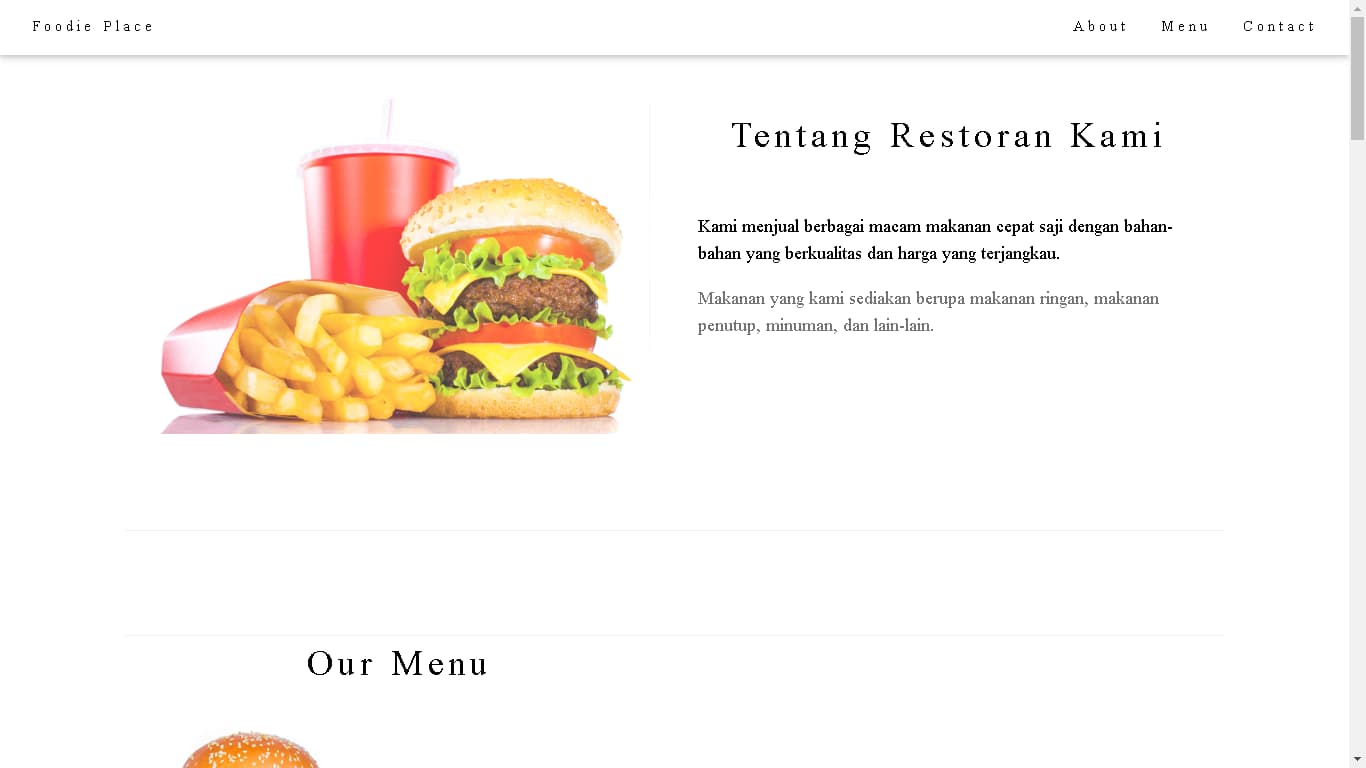 Foodie Place
About Menu Contact
Tentang Restoran Kami
Kami menjual berbagai macam makanan cepat saji dengan bahan-
bahan yang berkualitas dan harga yang terjangkau.
Makanan yang kami sediakan berupa makanan ringan, makanan
penutup, minuman, dan lain-lain.
Our Menu